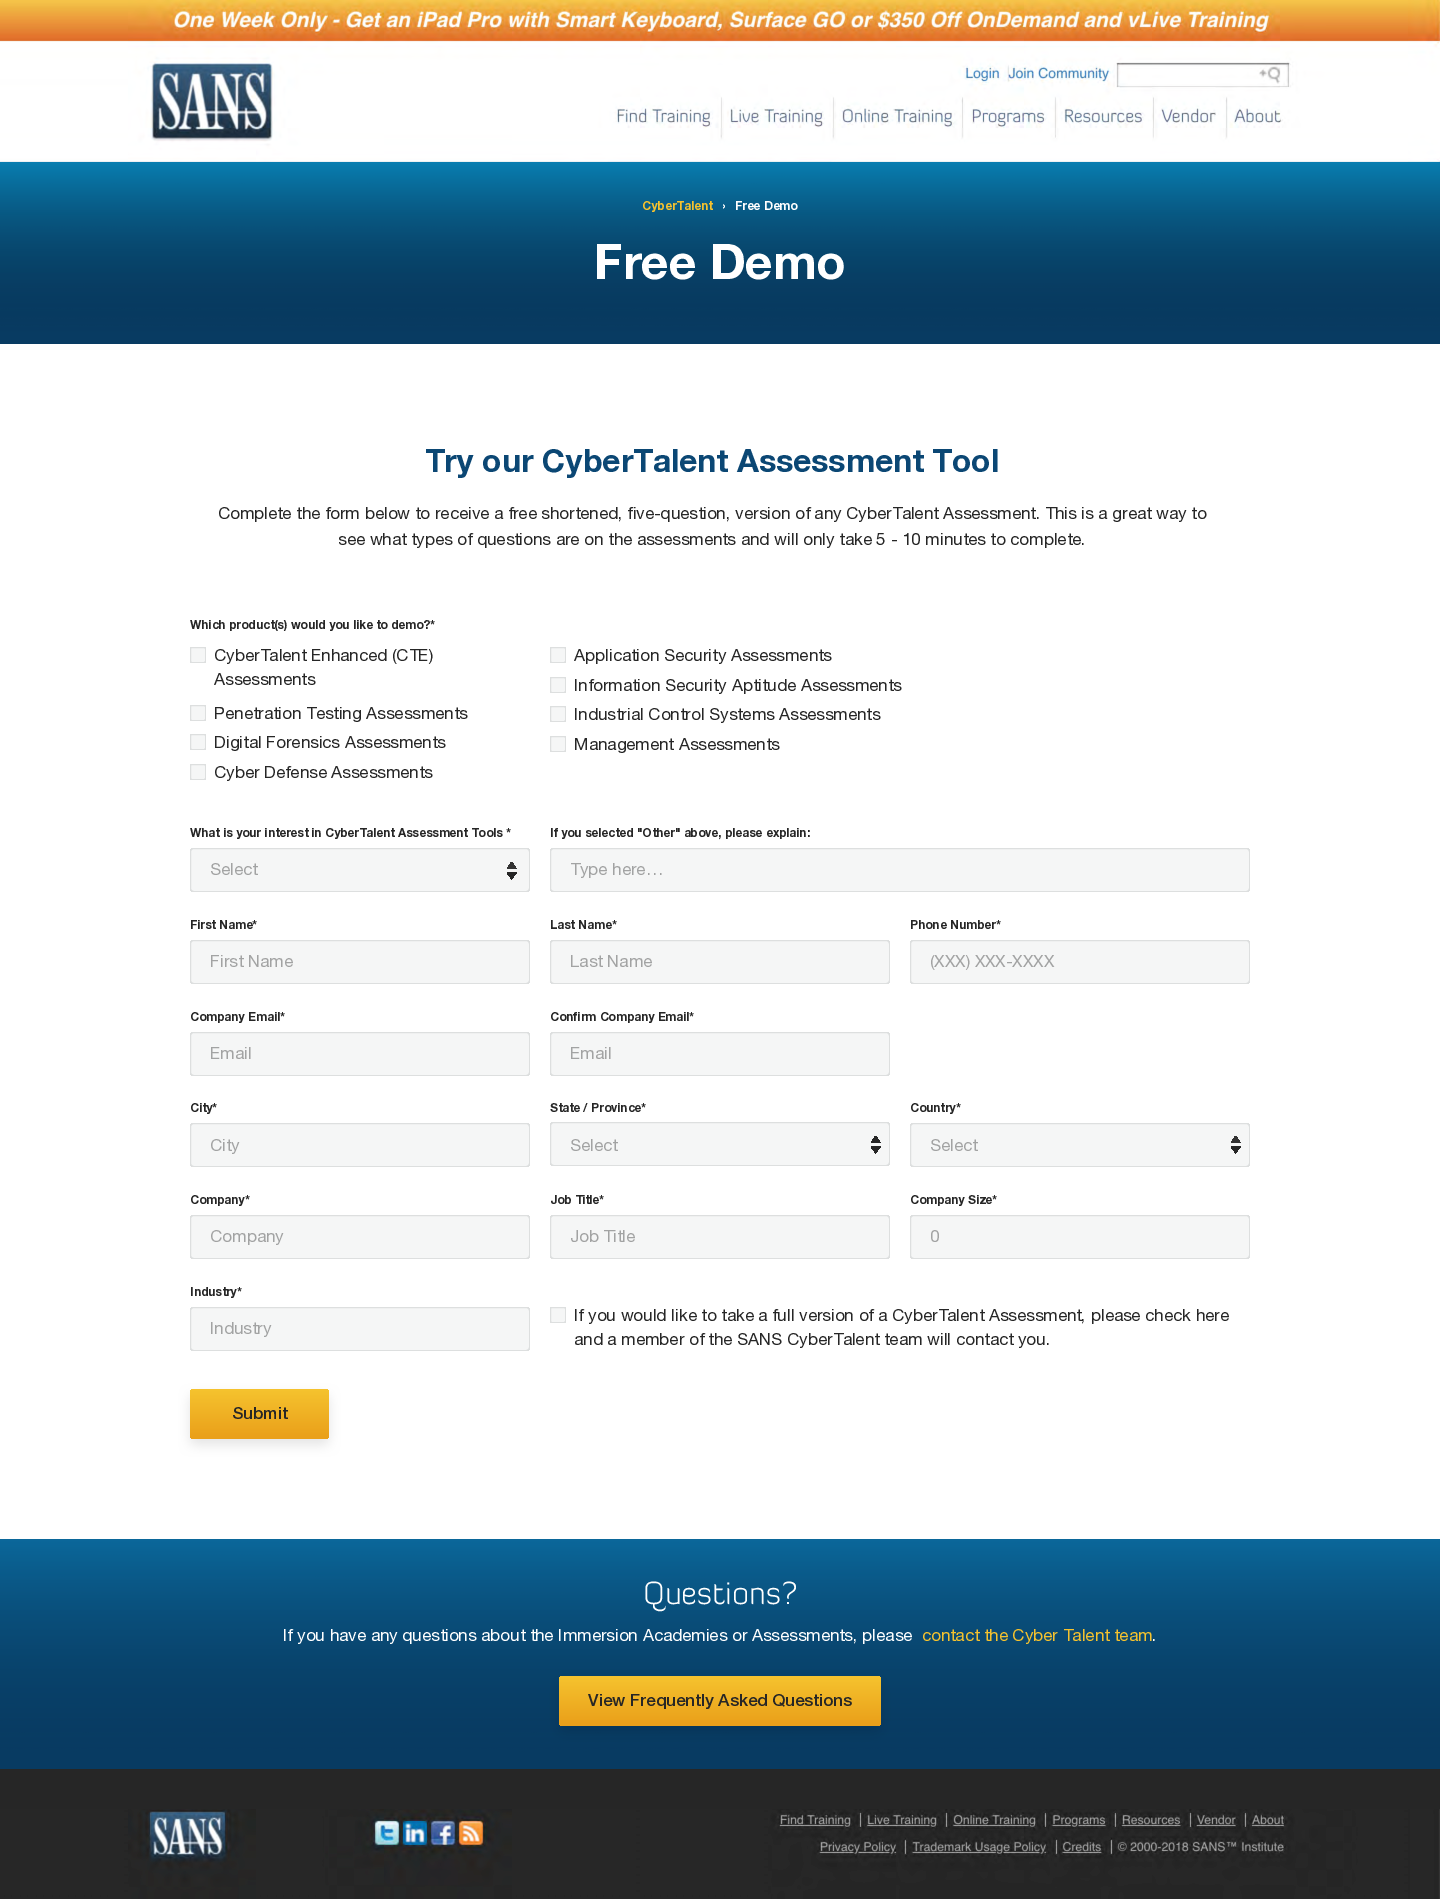 One Week Only - Get an iPad Pro with Smart Keyboard, Surface GO or $350 Off OnDemand and vLive Training
SANS
Login Join Community
Find Training Live Training Online Training Programs Resources Vendor About
CyberTalent › Free Demo
Free Demo
Try our CyberTalent Assessment Tool
Complete the form below to receive a free shortened, five-question, version of any CyberTalent Assessment. This is a great way to
see what types of questions are on the assessments and will only take 5 - 10 minutes to complete.
Which product(s) would you like to demo?*
CyberTalent Enhanced (CTE)
Assessments
Penetration Testing Assessments
Digital Forensics Assessments
Cyber Defense Assessments
Application Security Assessments
Information Security Aptitude Assessments
Industrial Control Systems Assessments
Management Assessments
What is your interest in CyberTalent Assessment Tools * If you selected "Other" above, please explain:
Select Type here...
First Name* Last Name* Phone Number*
First Name Last Name (XXX) XXX-XXXX
Company Email* Confirm Company Email*
Email Email
City* State / Province* Country*
City Select Select
Company* Job Title* Company Size*
Company Job Title 0
Industry*
Industry
If you would like to take a full version of a CyberTalent Assessment, please check here
and a member of the SANS CyberTalent team will contact you.
Submit
Questions?
If you have any questions about the Immersion Academies or Assessments, please contact the Cyber Talent team.
View Frequently Asked Questions
SANS
Find Training | Live Training | Online Training | Programs | Resources | Vendor | About
Privacy Policy | Trademark Usage Policy | Credits | © 2000-2018 SANS™ Institute